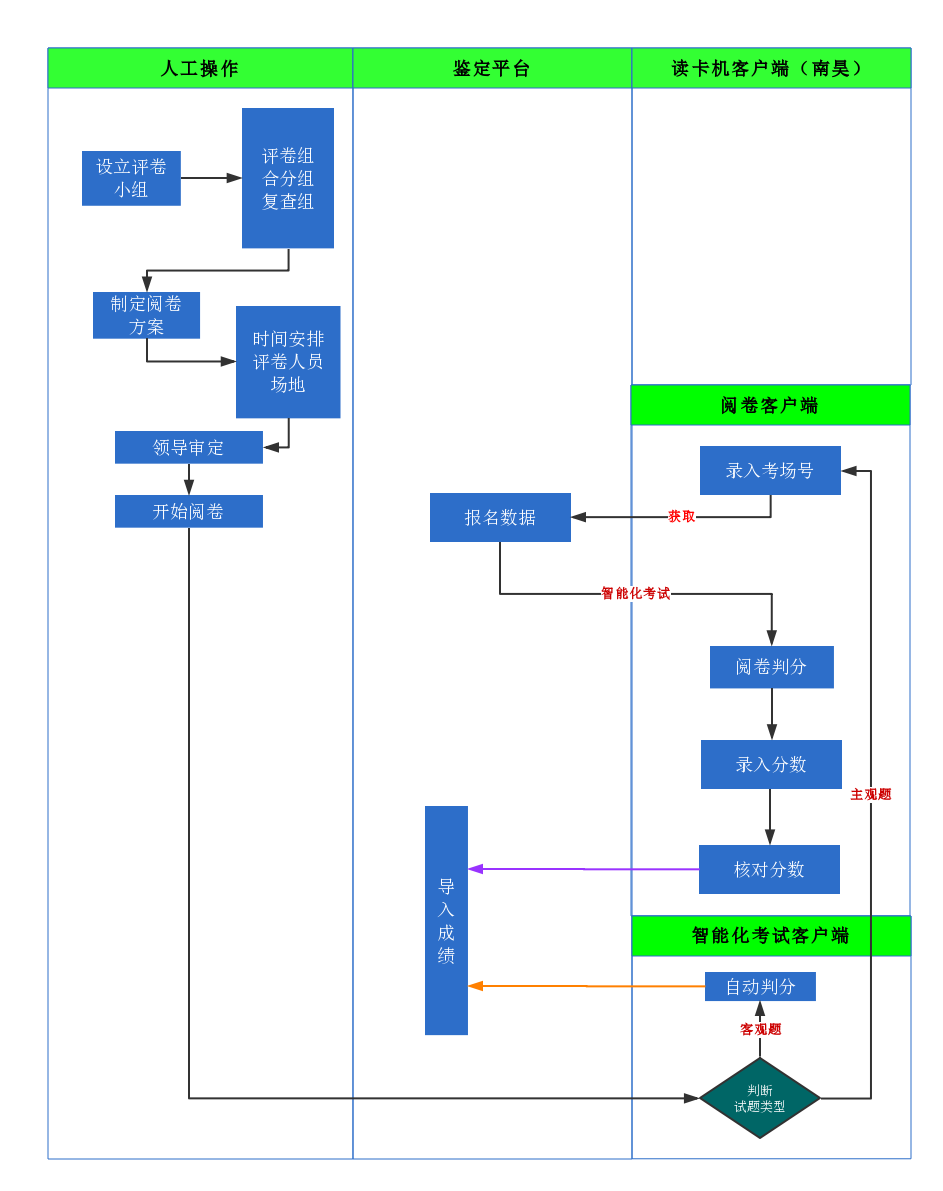 人工操作
鉴定平台
读卡机客户端（南昊）
设立评卷
小组
评卷组
合分组
复查组
制定阅卷
方案
时间安排
评卷人员
场地
领导审定
开始阅卷
阅卷客户端
录入考场号
获取
报名数据
智能化考试
阅卷判分
录入分数
主观题
核对分数
导
入
成
绩
智能化考试客户端
自动判分
客观题
判断
试题类型